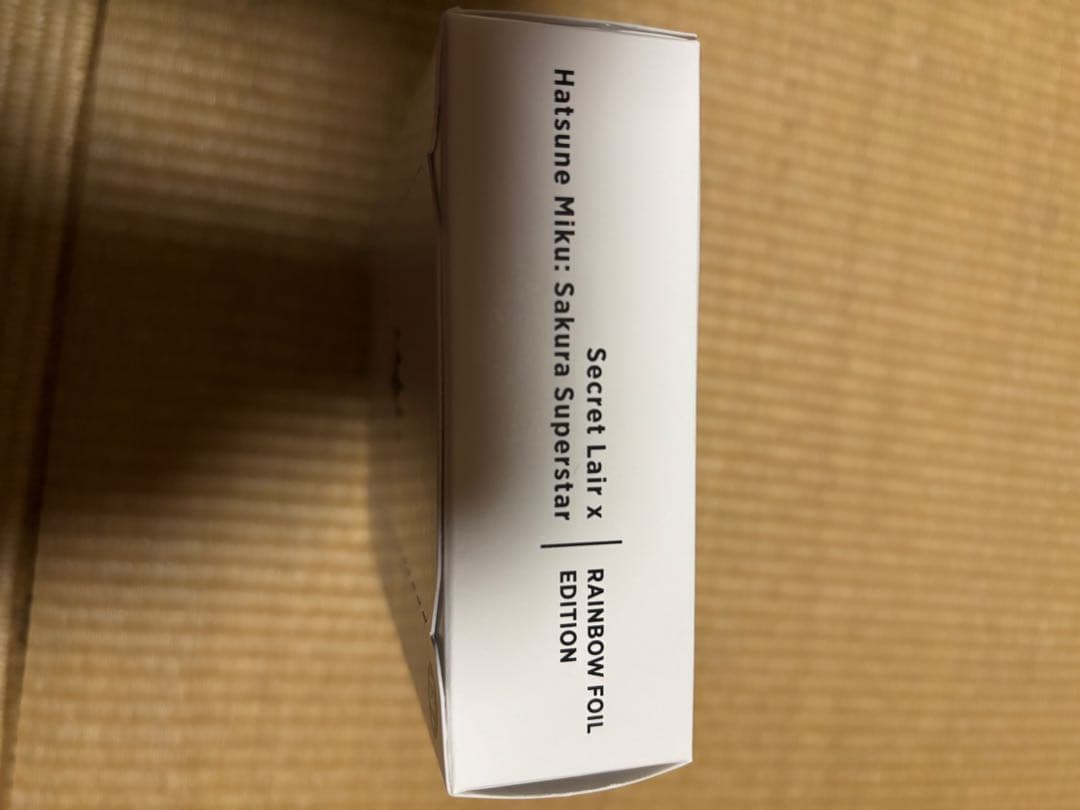 Secret Lair x
Hatsune Miku: Sakura Superstar
RAINBOW FOIL
EDITION